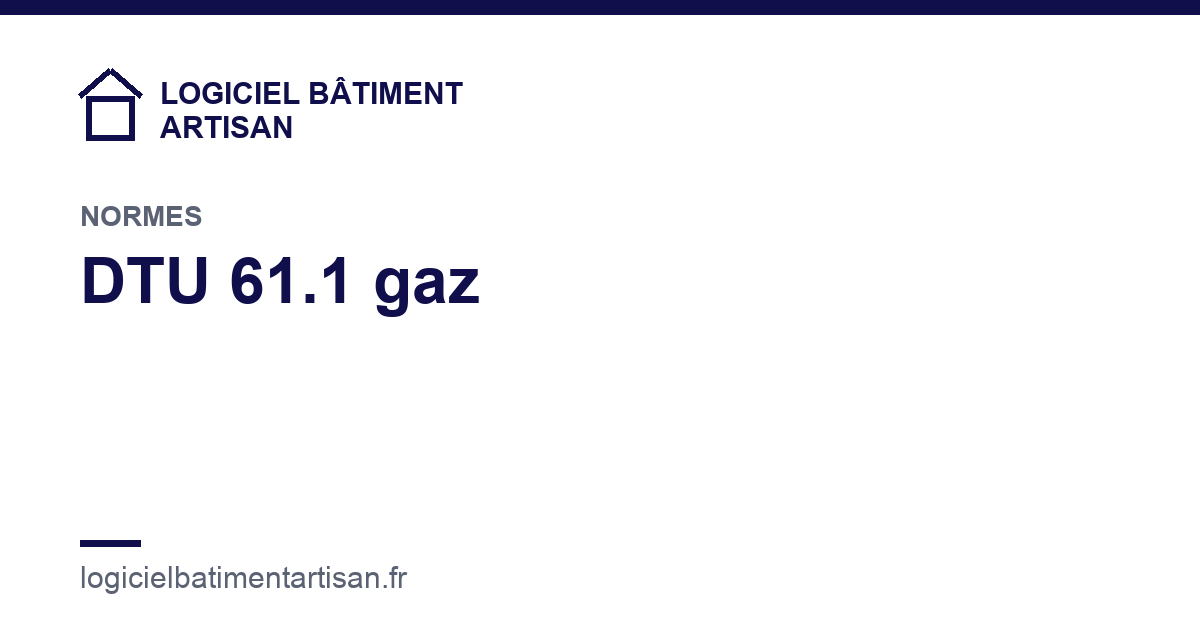 LOGICIEL BÂTIMENT
ARTISAN
NORMES
DTU 61.1 gaz
logicielbatimentartisan.fr